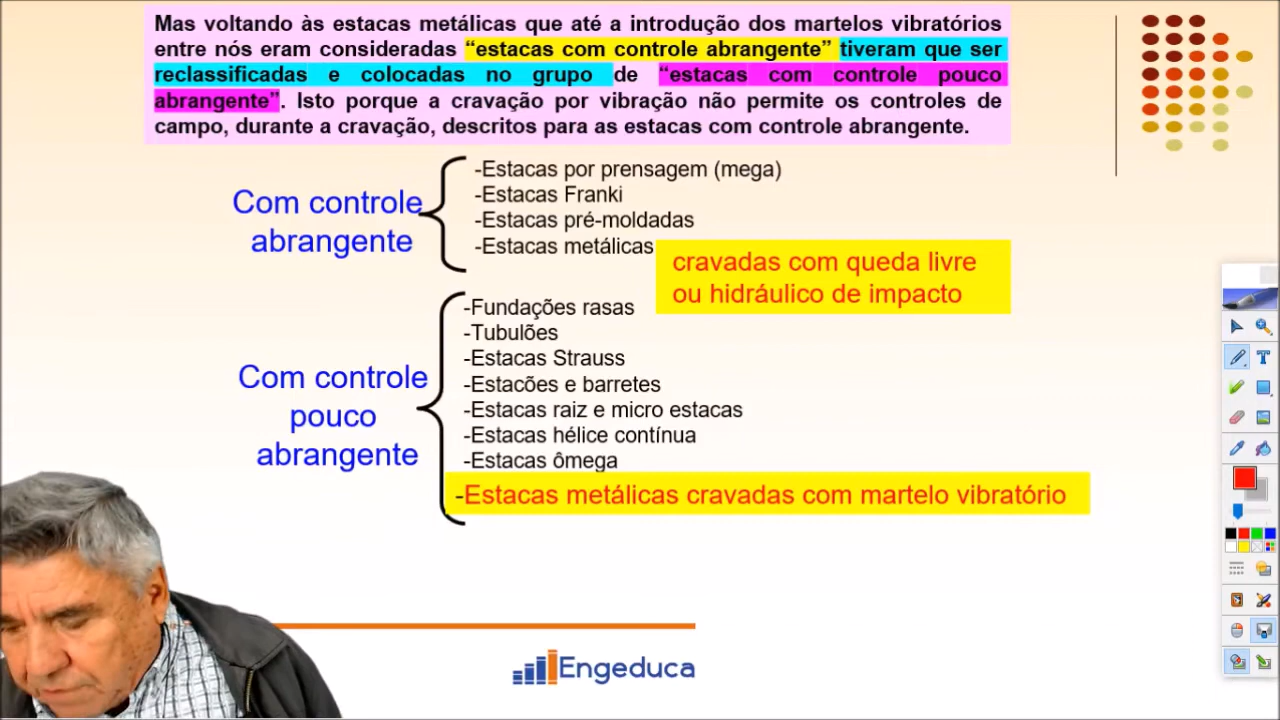 Mas voltando às estacas metálicas que até a introdução dos martelos vibratórios
entre nós eram consideradas “estacas com controle abrangente” tiveram que ser
reclassificadas e colocadas no grupo de “estacas com controle pouco
abrangente”. Isto porque a cravação por vibração não permite os controles de
campo, durante a cravação, descritos para as estacas com controle abrangente.
Com controle
abrangente
-Estacas por prensagem (mega)
-Estacas Franki
-Estacas pré-moldadas
-Estacas metálicas
cravadas com queda livre
ou hidráulico de impacto
Com controle
pouco
abrangente
-Fundações rasas
-Tubulões
-Estacas Strauss
-Estacões e barretes
-Estacas raiz e micro estacas
-Estacas hélice contínua
-Estacas ômega
-Estacas metálicas cravadas com martelo vibratório
Engeduca
T